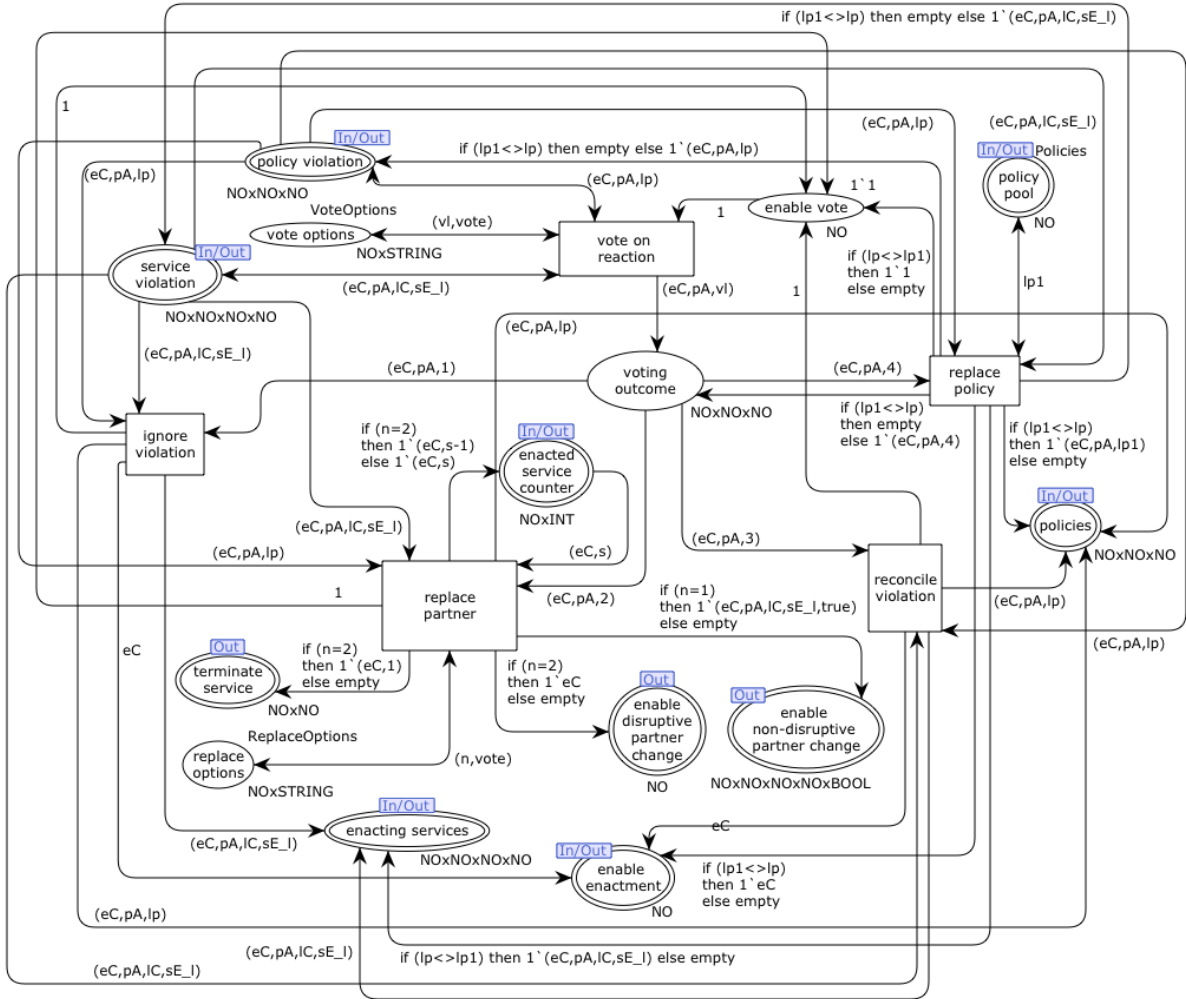 if (lp1<>lp) then empty else 1`(eC,pA,lC,sE_l)
1
(eC,pA,lp)
(eC,pA,lC,sE_l)
In/Out
policy violation
NOxNOxNO
if (lp1<>lp) then empty else 1`(eC,pA,lp)
In/Out
Policies
policy
pool
NO
(eC,pA,lp)
(eC,pA,lp)
1`1
VoteOptions
vote options
NOxSTRING
(vl,vote)
1
enable vote
NO
vote on
reaction
In/Out
service
violation
NOxNOxNOxNO
(eC,pA,lC,sE_l)
(eC,pA,vl)
if (lp<>lp1)
then 1`1
else empty
lp1
1
(eC,pA,lp)
(eC,pA,lC,sE_l)
(eC,pA,1)
voting
outcome
NOxNOxNO
(eC,pA,4)
replace
policy
if (lp1<>lp)
then empty
else 1`(eC,pA,4)
if (lp1<>lp)
then 1`(eC,pA,lp1)
else empty
ignore
violation
if (n=2)
then 1`(eC,s-1)
else 1`(eC,s)
In/Out
enacted
service
counter
NOxINT
In/Out
policies
NOxNOxNO
(eC,pA,lC,sE_l)
(eC,pA,lp)
(eC,s)
(eC,pA,3)
1
replace
partner
(eC,pA,2)
if (n=1)
then 1`(eC,pA,lC,sE_l,true)
else empty
reconcile
violation
(eC,pA,lp)
(eC,pA,lp)
eC
Out
terminate
service
NOxNO
if (n=2)
then 1`(eC,1)
else empty
if (n=2)
then 1`eC
else empty
Out
enable
disruptive
partner
change
NO
Out
enable
non-disruptive
partner change
NOxNOxNOxNOxBOOL
ReplaceOptions
replace
options
NOxSTRING
(n,vote)
In/Out
enacting services
NOxNOxNOxNO
(eC,pA,lC,sE_l)
eC
In/Out
enable
enactment
NO
if (lp1<>lp)
then 1`eC
else empty
(eC,pA,lp)
(eC,pA,lC,sE_l)
if (lp<>lp1) then 1`(eC,pA,lC,sE_l) else empty
(eC,pA,lC,sE_l)